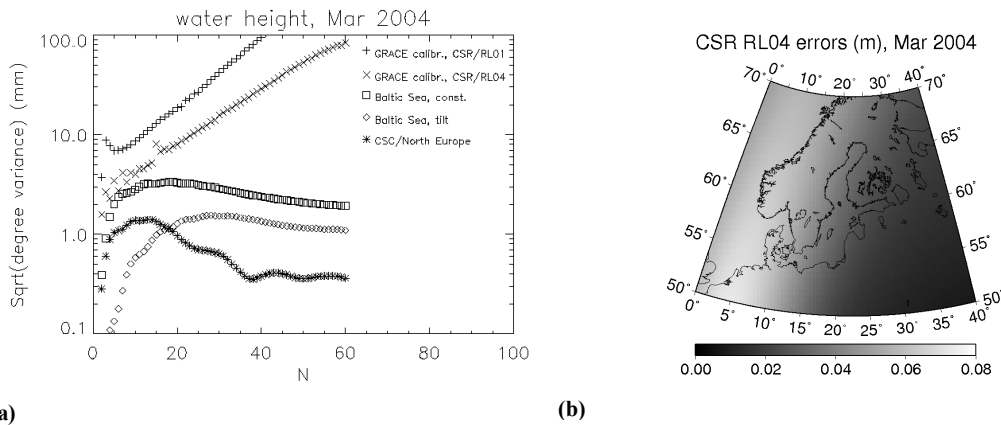 water height, Mar 2004
100.0
10.0
1.0
0.1
Sqrt(degree variance) (mm)
+ GRACE calibr., CSR/RL01
× GRACE calibr., CSR/RL04
□ Baltic Sea, const.
◇ Baltic Sea, tilt
✳ CSC/North Europe
0 20 40 60 80 100
N
a)
CSR RL04 errors (m), Mar 2004
0° 10° 20° 30° 40°
70° 70°
65° 65°
60° 60°
55° 55°
50° 50°
0° 5° 10° 15° 20° 25° 30° 35° 40°
0.00 0.02 0.04 0.06 0.08
(b)